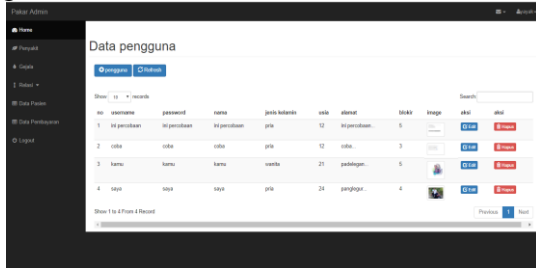 Pakar Admin
Home
Penyakit
Gejala
Relasi
Data Pasien
Data Pembayaran
Logout
Data pengguna
pengguna Refresh
Show records Search:
no username password nama jenis kelamin usia alamat blokir image aksi aksi
1 ini percobaan ini percobaan ini percobaan pria 12 ini percobaan... 5 Edit Hapus
2 coba coba coba pria 12 coba... 3 Edit Hapus
3 kamu kamu kamu wanita 21 padelegan... 5 Edit Hapus
4 saya saya saya pria 24 panglegur... 4 Edit Hapus
Show 1 to 4 From 4 Record
Previous 1 Next